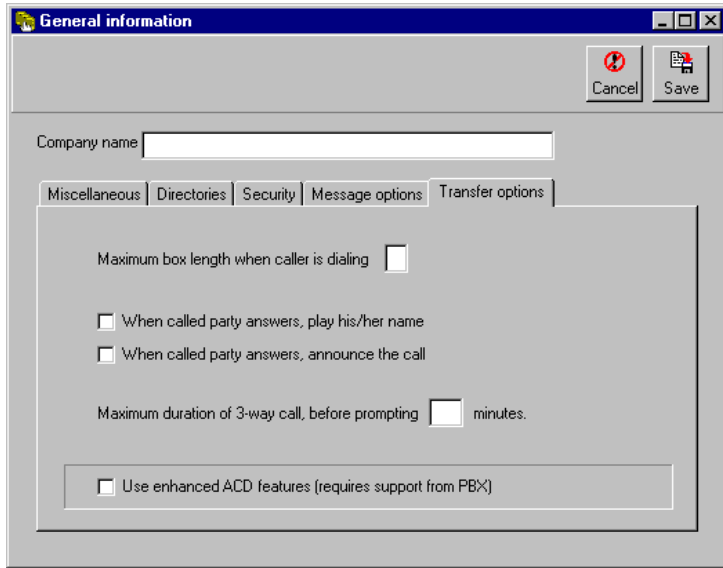 General information
Cancel
Save
Company name
Miscellaneous Directories Security Message options Transfer options
Maximum box length when caller is dialing
When called party answers, play his/her name
When called party answers, announce the call
Maximum duration of 3-way call, before prompting minutes.
Use enhanced ACD features (requires support from PBX)